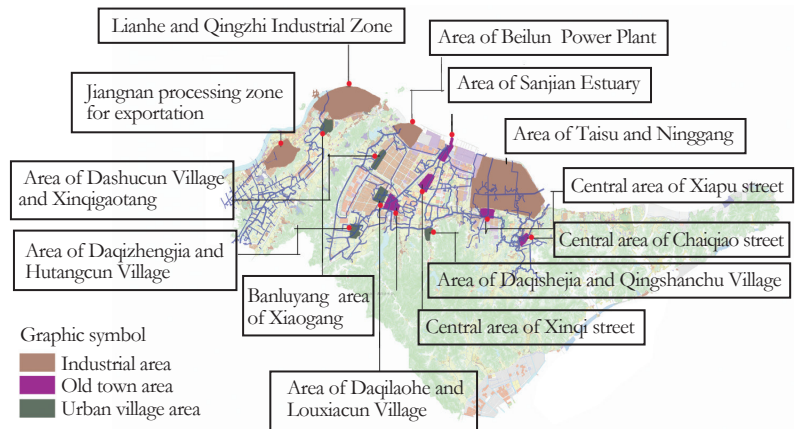 Lianhe and Qingzhi Industrial Zone
Area of Beilun Power Plant
Area of Sanjian Estuary
Jiangnan processing zone
for exportation
Area of Taisu and Ninggang
Area of Dashucun Village
and Xinqigaotang
Central area of Xiapu street
Central area of Chaiqiao street
Area of Daqizhengjia and
Hutangcun Village
Area of Daqishejia and Qingshanchu Village
Banluyang area
of Xiaogang
Central area of Xinqi street
Area of Daqilaohe and
Louxiacun Village
Graphic symbol
Industrial area
Old town area
Urban village area